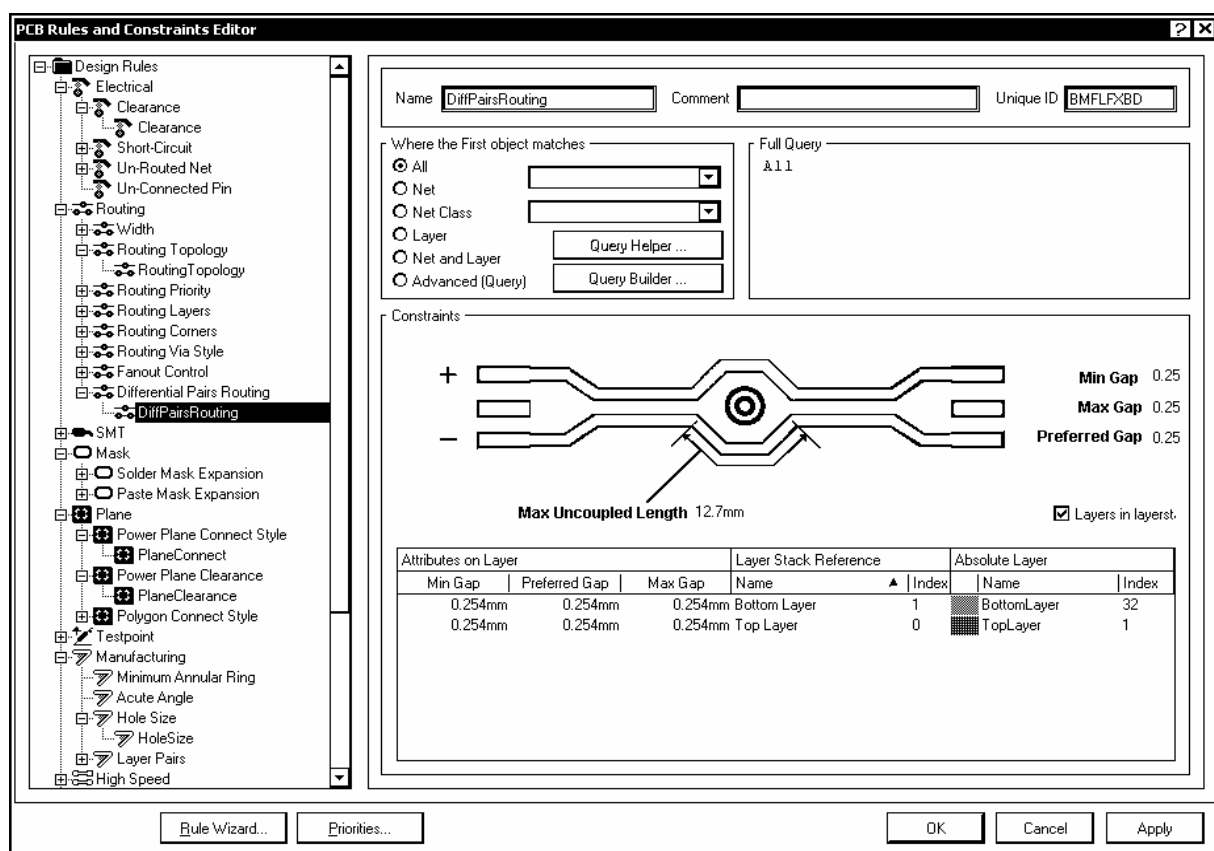 PCB Rules and Constraints Editor
Design Rules
Electrical
Clearance
Clearance
Short-Circuit
Un-Routed Net
Un-Connected Pin
Routing
Width
Routing Topology
RoutingTopology
Routing Priority
Routing Layers
Routing Corners
Routing Via Style
Fanout Control
Differential Pairs Routing
DiffPairsRouting
SMT
Mask
Solder Mask Expansion
Paste Mask Expansion
Plane
Power Plane Connect Style
PlaneConnect
Power Plane Clearance
PlaneClearance
Polygon Connect Style
Testpoint
Manufacturing
Minimum Annular Ring
Acute Angle
Hole Size
HoleSize
Layer Pairs
High Speed
Name DiffPairsRouting Comment Unique ID BMFLFXBD
Where the First object matches
All
Net
Net Class
Layer
Net and Layer
Advanced (Query)
Query Helper ...
Query Builder ...
Full Query
All
Constraints
+
−
Min Gap 0.25
Max Gap 0.25
Preferred Gap 0.25
Max Uncoupled Length 12.7mm
Layers in layerst.
Attributes on Layer Layer Stack Reference Absolute Layer
Min Gap Preferred Gap Max Gap Name Index Name Index
0.254mm 0.254mm 0.254mm Bottom Layer 1 BottomLayer 32
0.254mm 0.254mm 0.254mm Top Layer 0 TopLayer 1
Rule Wizard... Priorities... OK Cancel Apply